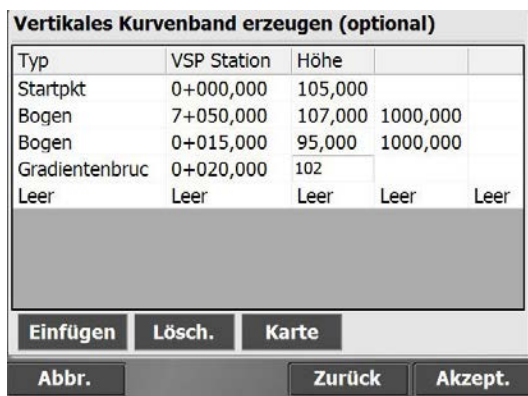 Vertikales Kurvenband erzeugen (optional)
Typ VSP Station Höhe
Startpkt 0+000,000 105,000
Bogen 7+050,000 107,000 1000,000
Bogen 0+015,000 95,000 1000,000
Gradientenbruc 0+020,000 102
Leer Leer Leer Leer Leer
Einfügen Lösch. Karte
Abbr. Zurück Akzept.